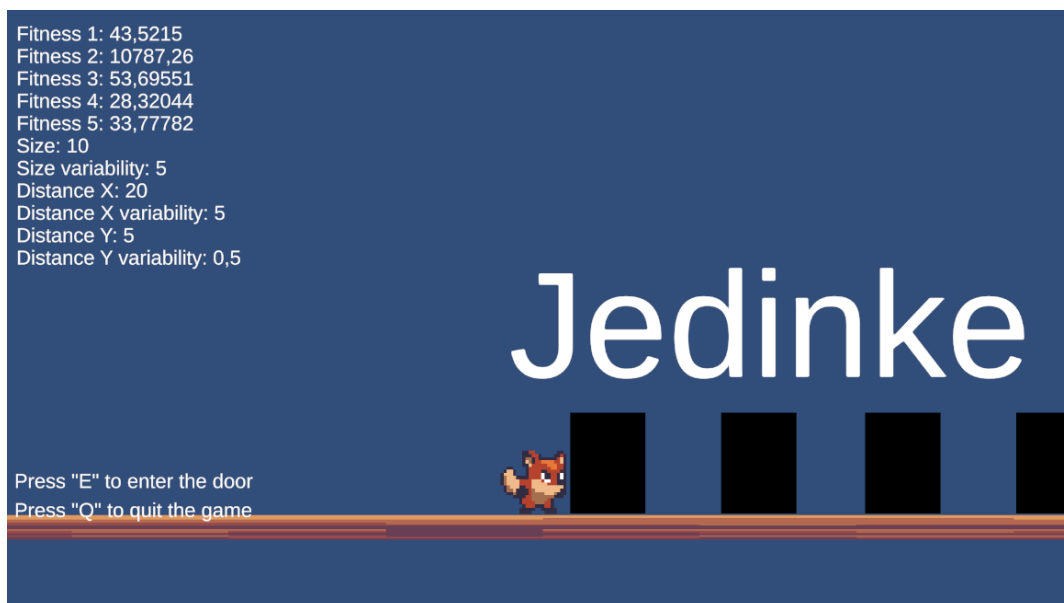 Fitness 1: 43,5215
Fitness 2: 10787,26
Fitness 3: 53,69551
Fitness 4: 28,32044
Fitness 5: 33,77782
Size: 10
Size variability: 5
Distance X: 20
Distance X variability: 5
Distance Y: 5
Distance Y variability: 0,5
Jedinke
Press "E" to enter the door
Press "Q" to quit the game